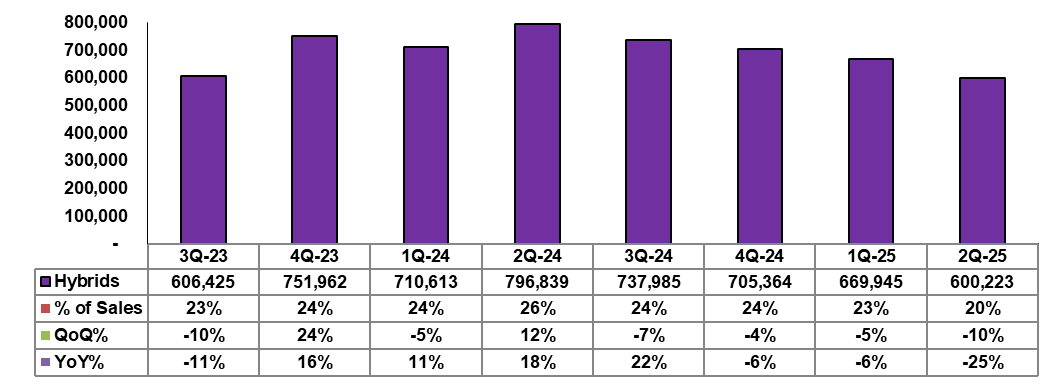 800,000
700,000
600,000
500,000
400,000
300,000
200,000
100,000
-
3Q-23 4Q-23 1Q-24 2Q-24 3Q-24 4Q-24 1Q-25 2Q-25
Hybrids 606,425 751,962 710,613 796,839 737,985 705,364 669,945 600,223
% of Sales 23% 24% 24% 26% 24% 24% 23% 20%
QoQ% -10% 24% -5% 12% -7% -4% -5% -10%
YoY% -11% 16% 11% 18% 22% -6% -6% -25%